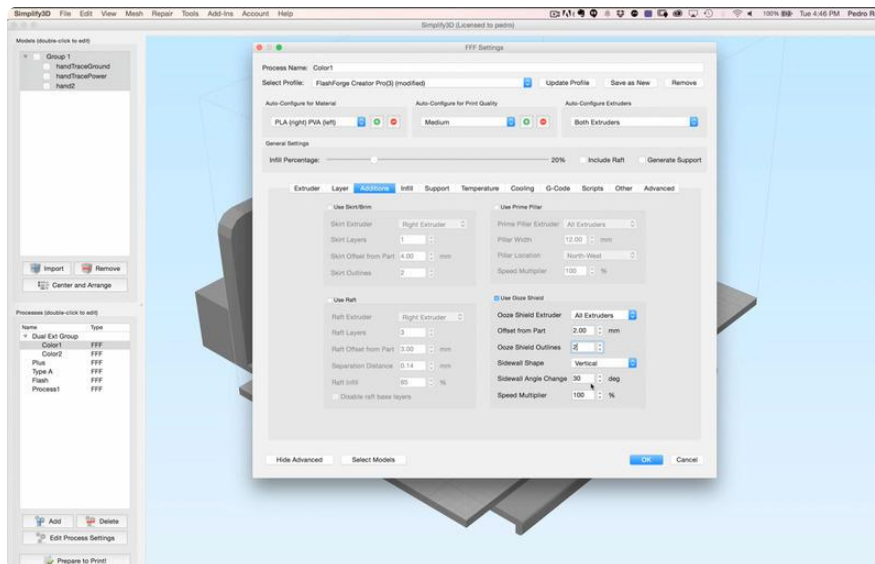 Simplify3D File Edit View Mesh Repair Tools Add-Ins Account Help 100% Tue 4:46 PM Pedro R
Simplify3D (Licensed to pedro)
Models (double-click to edit)
Group 1
handTraceGround
handTracePower
hand2
Import Remove
Center and Arrange
Processes (double-click to edit)
Name Type
Dual Ext Group
Color1 FFF
Color2 FFF
Plus FFF
Type A FFF
Flash FFF
Process1 FFF
Add Delete
Edit Process Settings
Prepare to Print!
FFF Settings
Process Name: Color1
Select Profile: FlashForge Creator Pro(3) (modified) Update Profile Save as New Remove
Auto-Configure for Material Auto-Configure for Print Quality Auto-Configure Extruders
PLA (right) PVA (left) Medium Both Extruders
General Settings
Infill Percentage: 20% Include Raft Generate Support
Extruder Layer Additions Infill Support Temperature Cooling G-Code Scripts Other Advanced
Use Skirt/Brim
Skirt Extruder Right Extruder
Skirt Layers 1
Skirt Offset from Part 4.00 mm
Skirt Outlines 2
Use Prime Pillar
Prime Pillar Extruder All Extruders
Pillar Width 12.00 mm
Pillar Location North-West
Speed Multiplier 100 %
Use Raft
Raft Extruder Right Extruder
Raft Layers 3
Raft Offset from Part 3.00 mm
Separation Distance 0.14 mm
Raft Infill 85 %
Disable raft base layers
Use Ooze Shield
Ooze Shield Extruder All Extruders
Offset from Part 2.00 mm
Ooze Shield Outlines 2
Sidewall Shape Vertical
Sidewall Angle Change 30 deg
Speed Multiplier 100 %
Hide Advanced Select Models OK Cancel